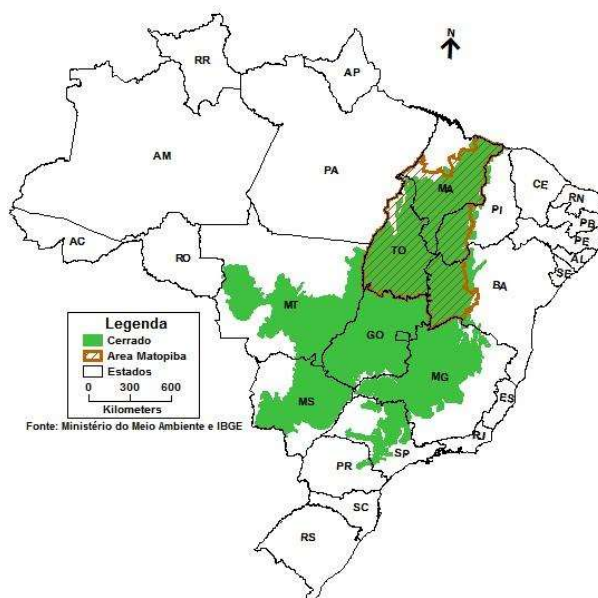 N
RR
AP
AM
PA
MA
CE
RN
PI
PB
PE
AC
TO
AL
SE
RO
BA
MT
Legenda
Cerrado
Area Matopiba
Estados
0 300 600
Kilometers
Fonte: Ministério do Meio Ambiente e IBGE
GO
MG
MS
ES
SP
RJ
PR
SC
RS